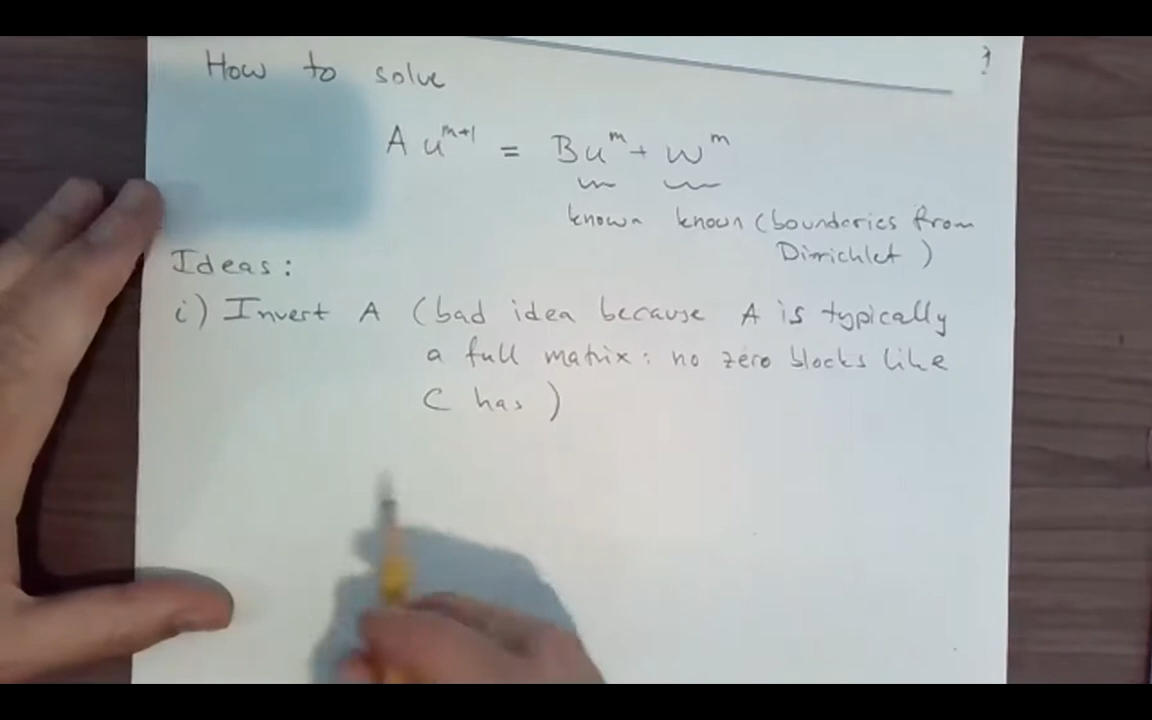 ?
How to solve
A u^{m+1} = Bu^m + w^m
known known (boundaries from
Dirichlet )
Ideas:
i) Invert A (bad idea because A is typically
a full matrix: no zero blocks like
C has )